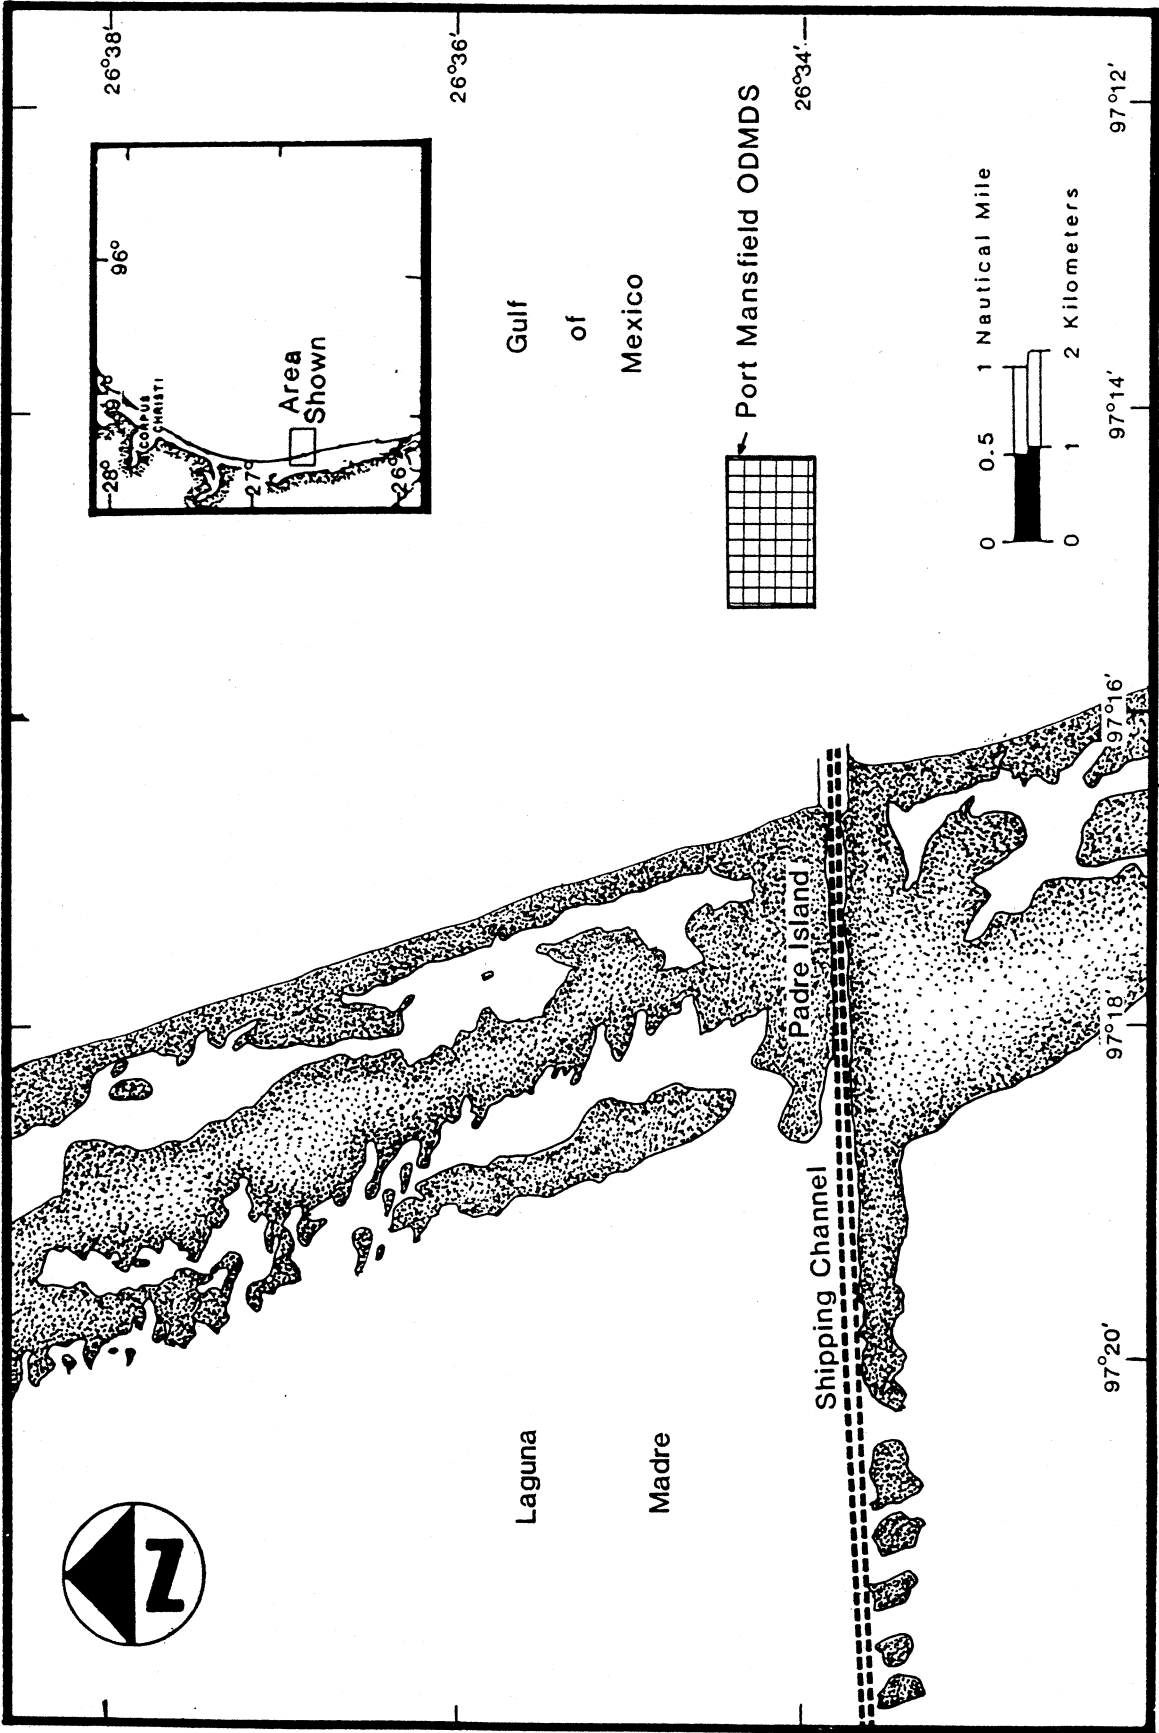 26°38′
26°36′
26°34′
97°12′
97°14′
97°16′
97°18′
97°20′
28°
97°
96°
27°
26°
CORPUS
CHRISTI
Area
Shown
Gulf
of
Mexico
Port Mansfield ODMDS
0 0.5 1 Nautical Mile
0 1 2 Kilometers
Padre Island
Shipping Channel
Laguna
Madre
N